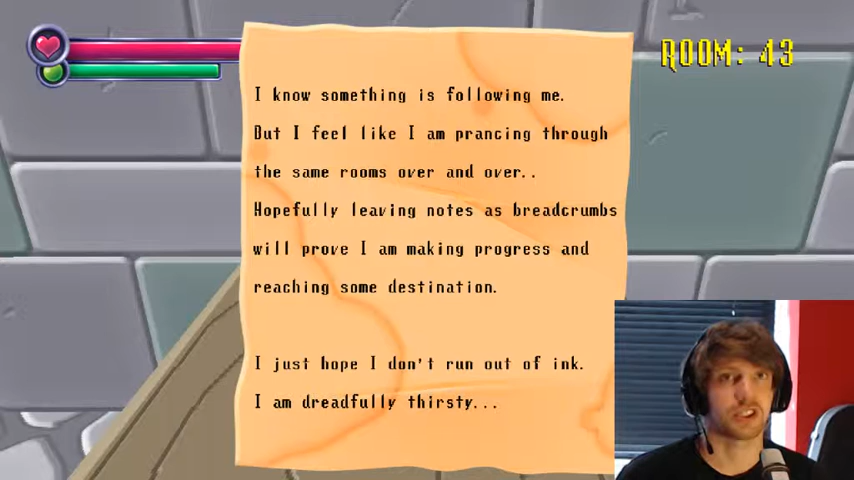 ROOM: 43
I know something is following me.
But I feel like I am prancing through
the same rooms over and over..
Hopefully leaving notes as breadcrumbs
will prove I am making progress and
reaching some destination.
I just hope I don't run out of ink.
I am dreadfully thirsty...